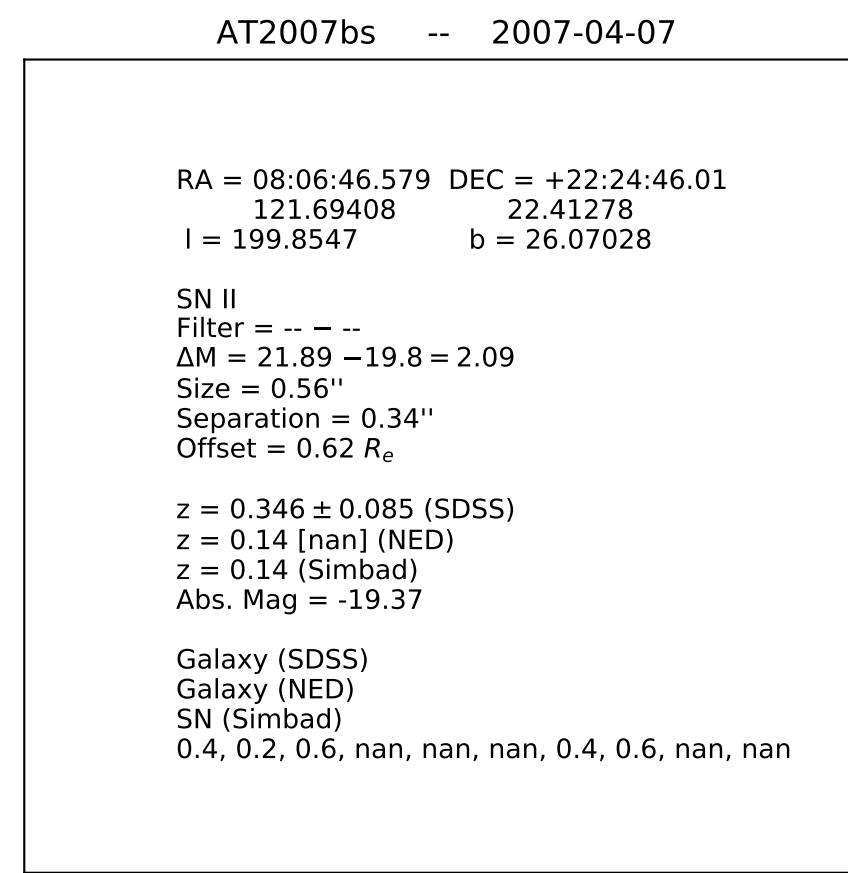 AT2007bs -- 2007-04-07
RA = 08:06:46.579 DEC = +22:24:46.01
121.69408 22.41278
l = 199.8547 b = 26.07028
SN II
Filter = -- − --
ΔM = 21.89 −19.8 = 2.09
Size = 0.56''
Separation = 0.34''
Offset = 0.62 Rₑ
z = 0.346 ± 0.085 (SDSS)
z = 0.14 [nan] (NED)
z = 0.14 (Simbad)
Abs. Mag = -19.37
Galaxy (SDSS)
Galaxy (NED)
SN (Simbad)
0.4, 0.2, 0.6, nan, nan, nan, 0.4, 0.6, nan, nan